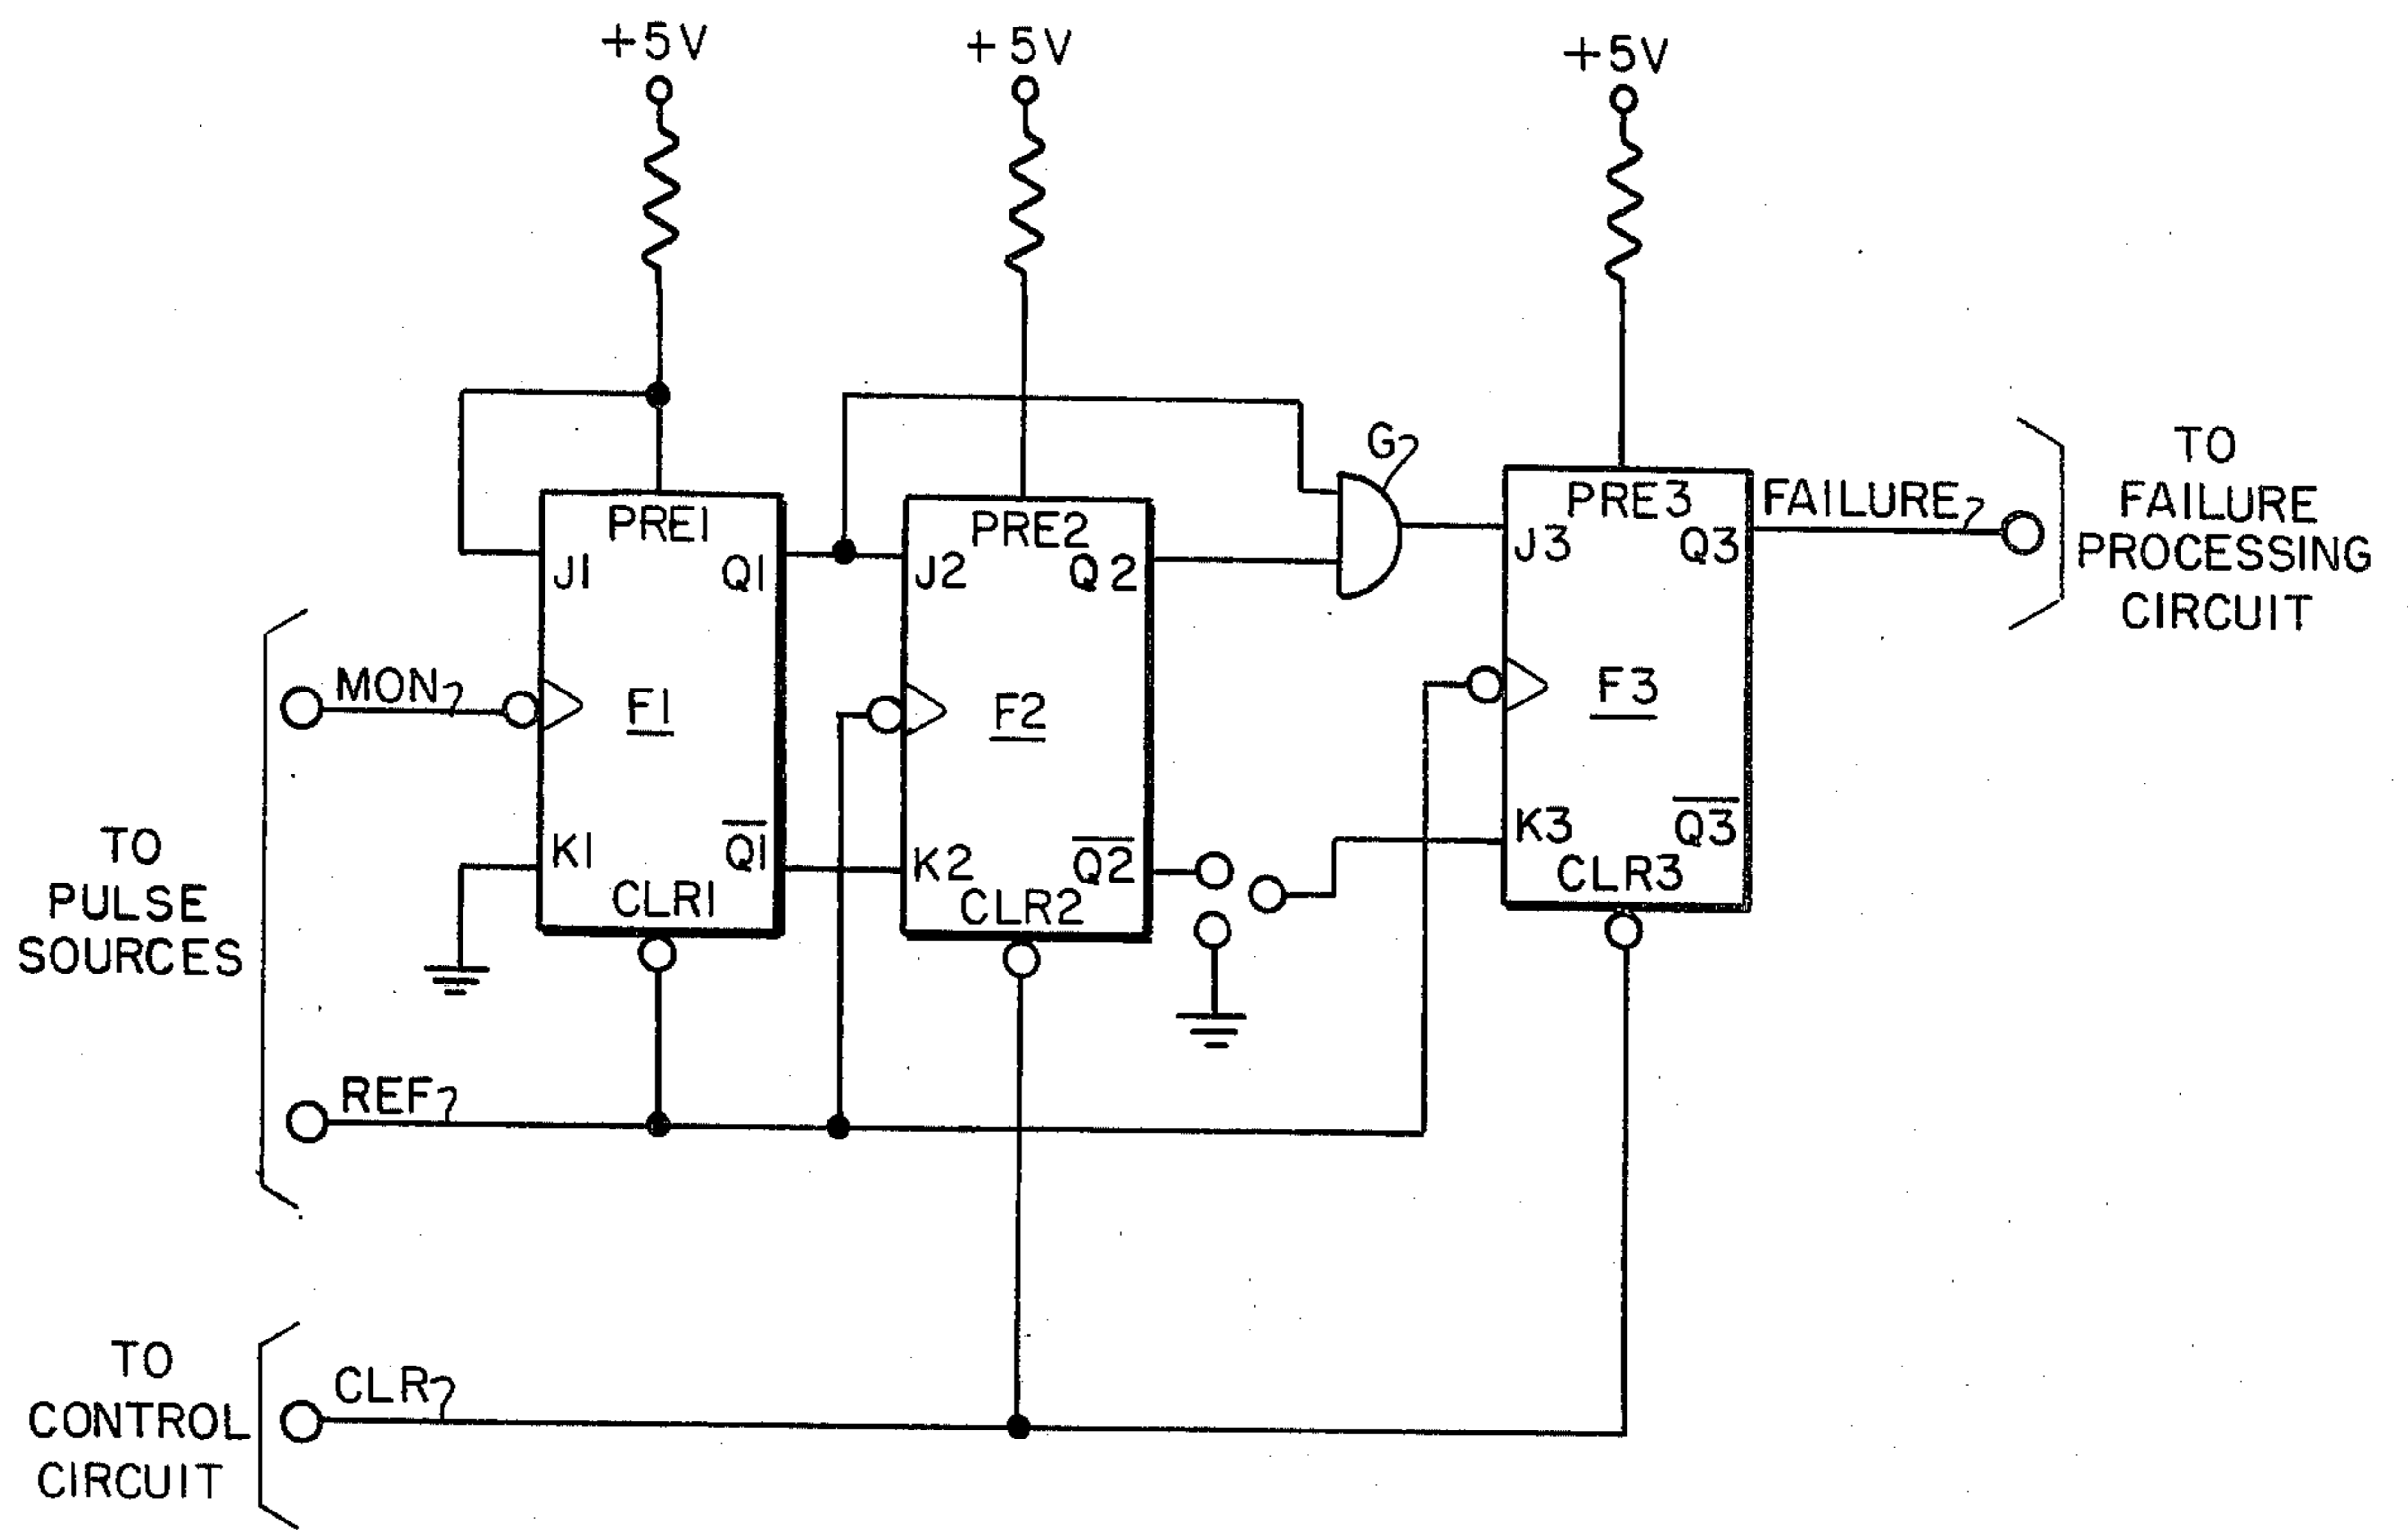 +5V
+5V
+5V
PRE1
J1
Q1
F1
K1
Q1
CLR1
PRE2
J2
Q2
F2
K2
Q2
CLR2
G
PRE3
J3
Q3
F3
K3
Q3
CLR3
FAILURE
TO
FAILURE
PROCESSING
CIRCUIT
MON
TO
PULSE
SOURCES
REF
TO
CONTROL
CIRCUIT
CLR